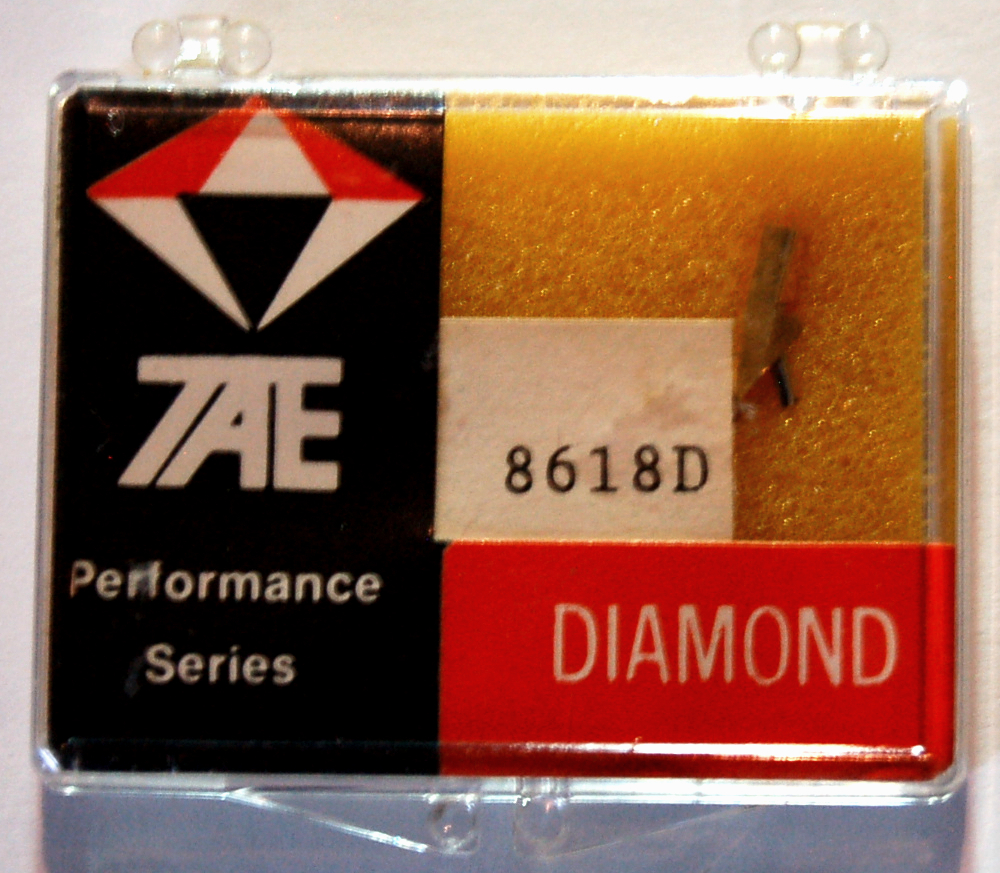 TAE
Performance
Series
8618D
DIAMOND